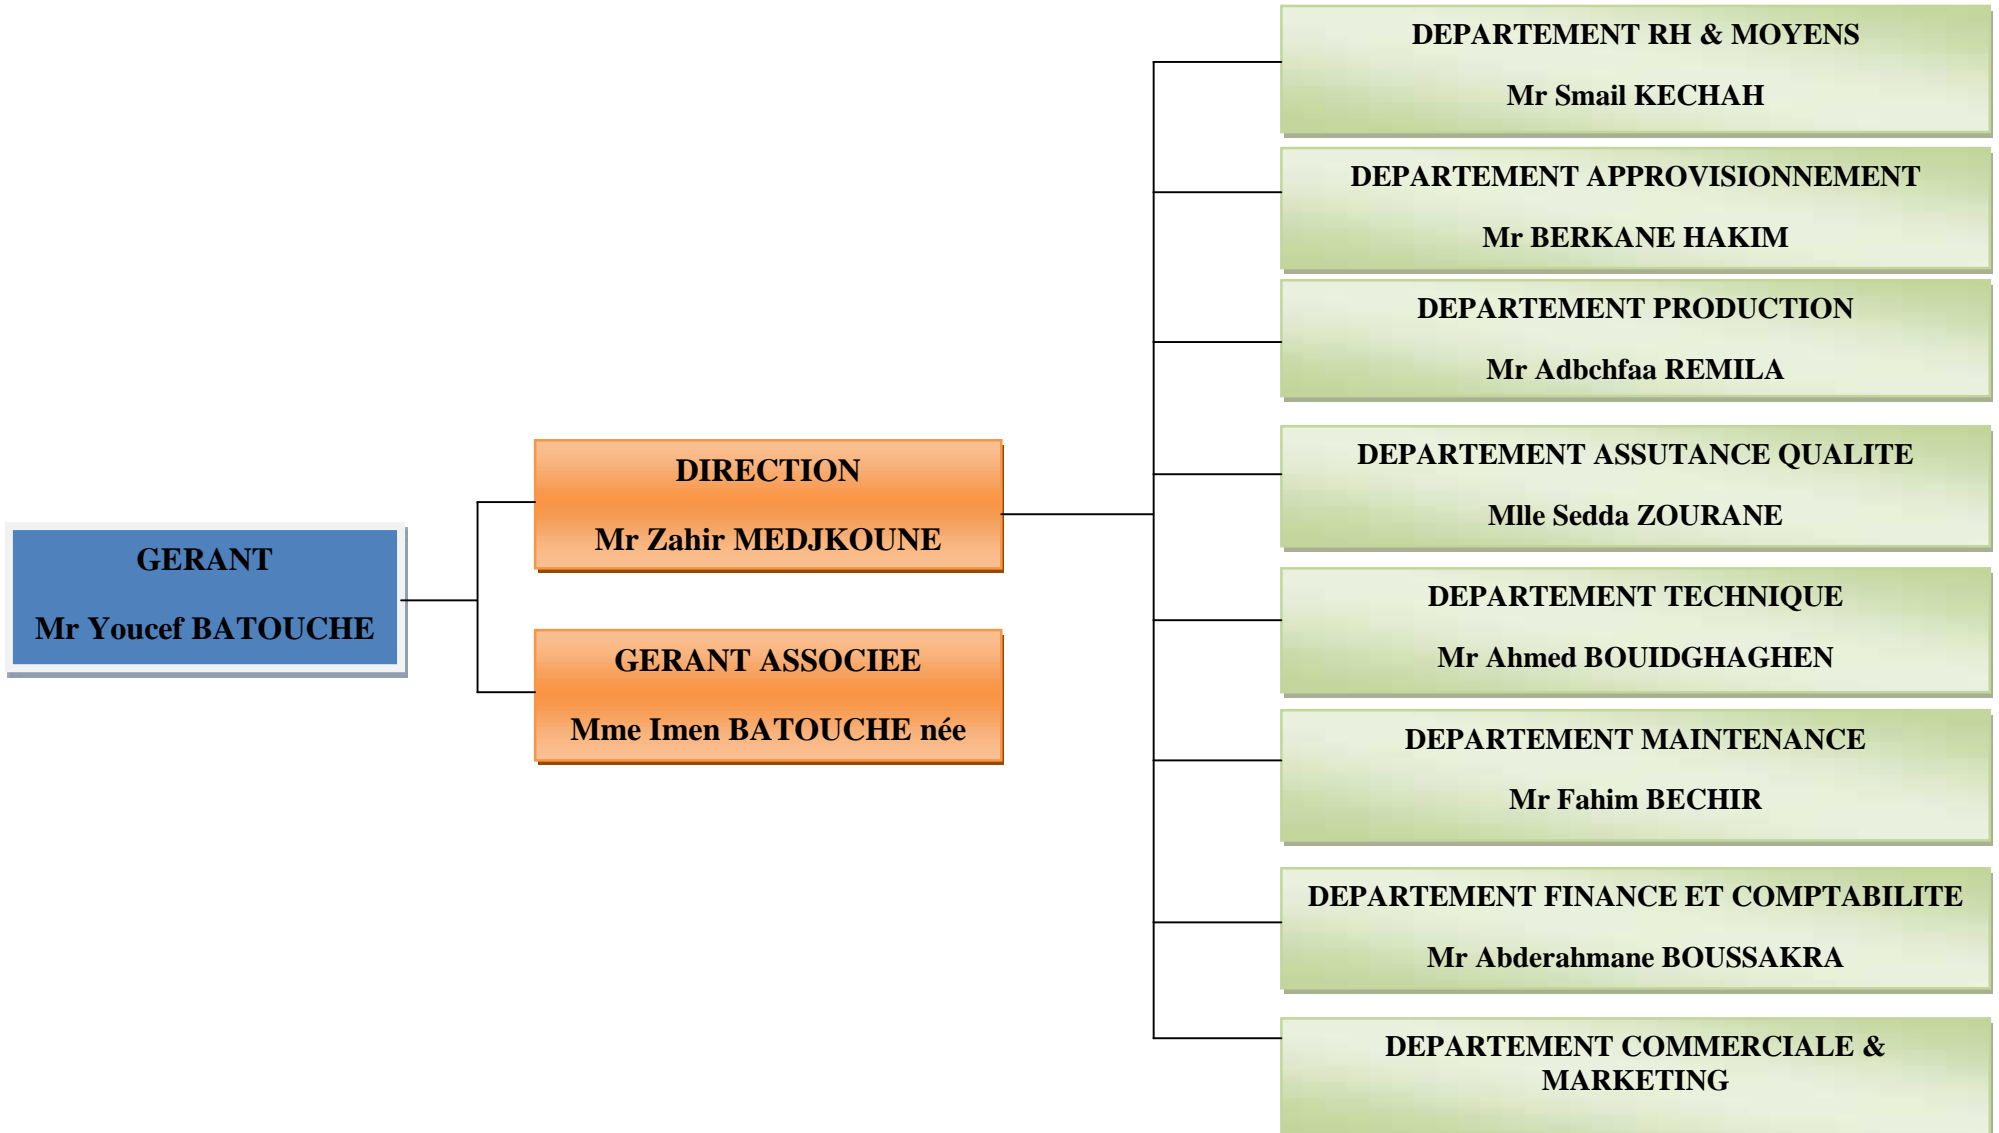 GERANT
Mr Youcef BATOUCHE
DIRECTION
Mr Zahir MEDJKOUNE
GERANT ASSOCIEE
Mme Imen BATOUCHE née
DEPARTEMENT RH & MOYENS
Mr Smail KECHAH
DEPARTEMENT APPROVISIONNEMENT
Mr BERKANE HAKIM
DEPARTEMENT PRODUCTION
Mr Adbchfaa REMILA
DEPARTEMENT ASSUTANCE QUALITE
Mlle Sedda ZOURANE
DEPARTEMENT TECHNIQUE
Mr Ahmed BOUIDGHAGHEN
DEPARTEMENT MAINTENANCE
Mr Fahim BECHIR
DEPARTEMENT FINANCE ET COMPTABILITE
Mr Abderahmane BOUSSAKRA
DEPARTEMENT COMMERCIALE &
MARKETING